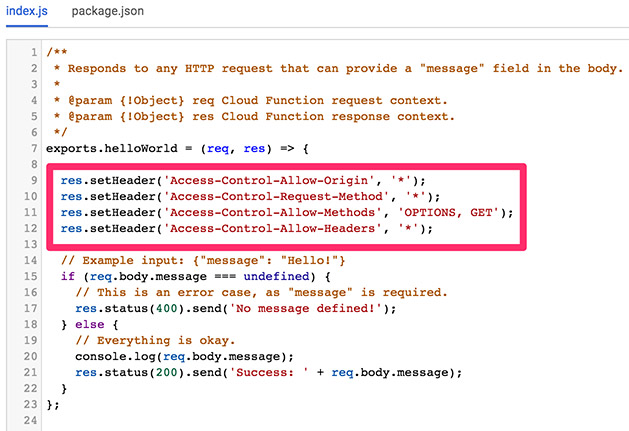 index.js package.json
1 /**
2  * Responds to any HTTP request that can provide a "message" field in the body.
3  *
4  * @param {!Object} req Cloud Function request context.
5  * @param {!Object} res Cloud Function response context.
6  */
7 exports.helloWorld = (req, res) => {
8
9   res.setHeader('Access-Control-Allow-Origin', '*');
10   res.setHeader('Access-Control-Request-Method', '*');
11   res.setHeader('Access-Control-Allow-Methods', 'OPTIONS, GET');
12   res.setHeader('Access-Control-Allow-Headers', '*');
13
14   // Example input: {"message": "Hello!"}
15   if (req.body.message === undefined) {
16     // This is an error case, as "message" is required.
17     res.status(400).send('No message defined!');
18   } else {
19     // Everything is okay.
20     console.log(req.body.message);
21     res.status(200).send('Success: ' + req.body.message);
22   }
23 };
24